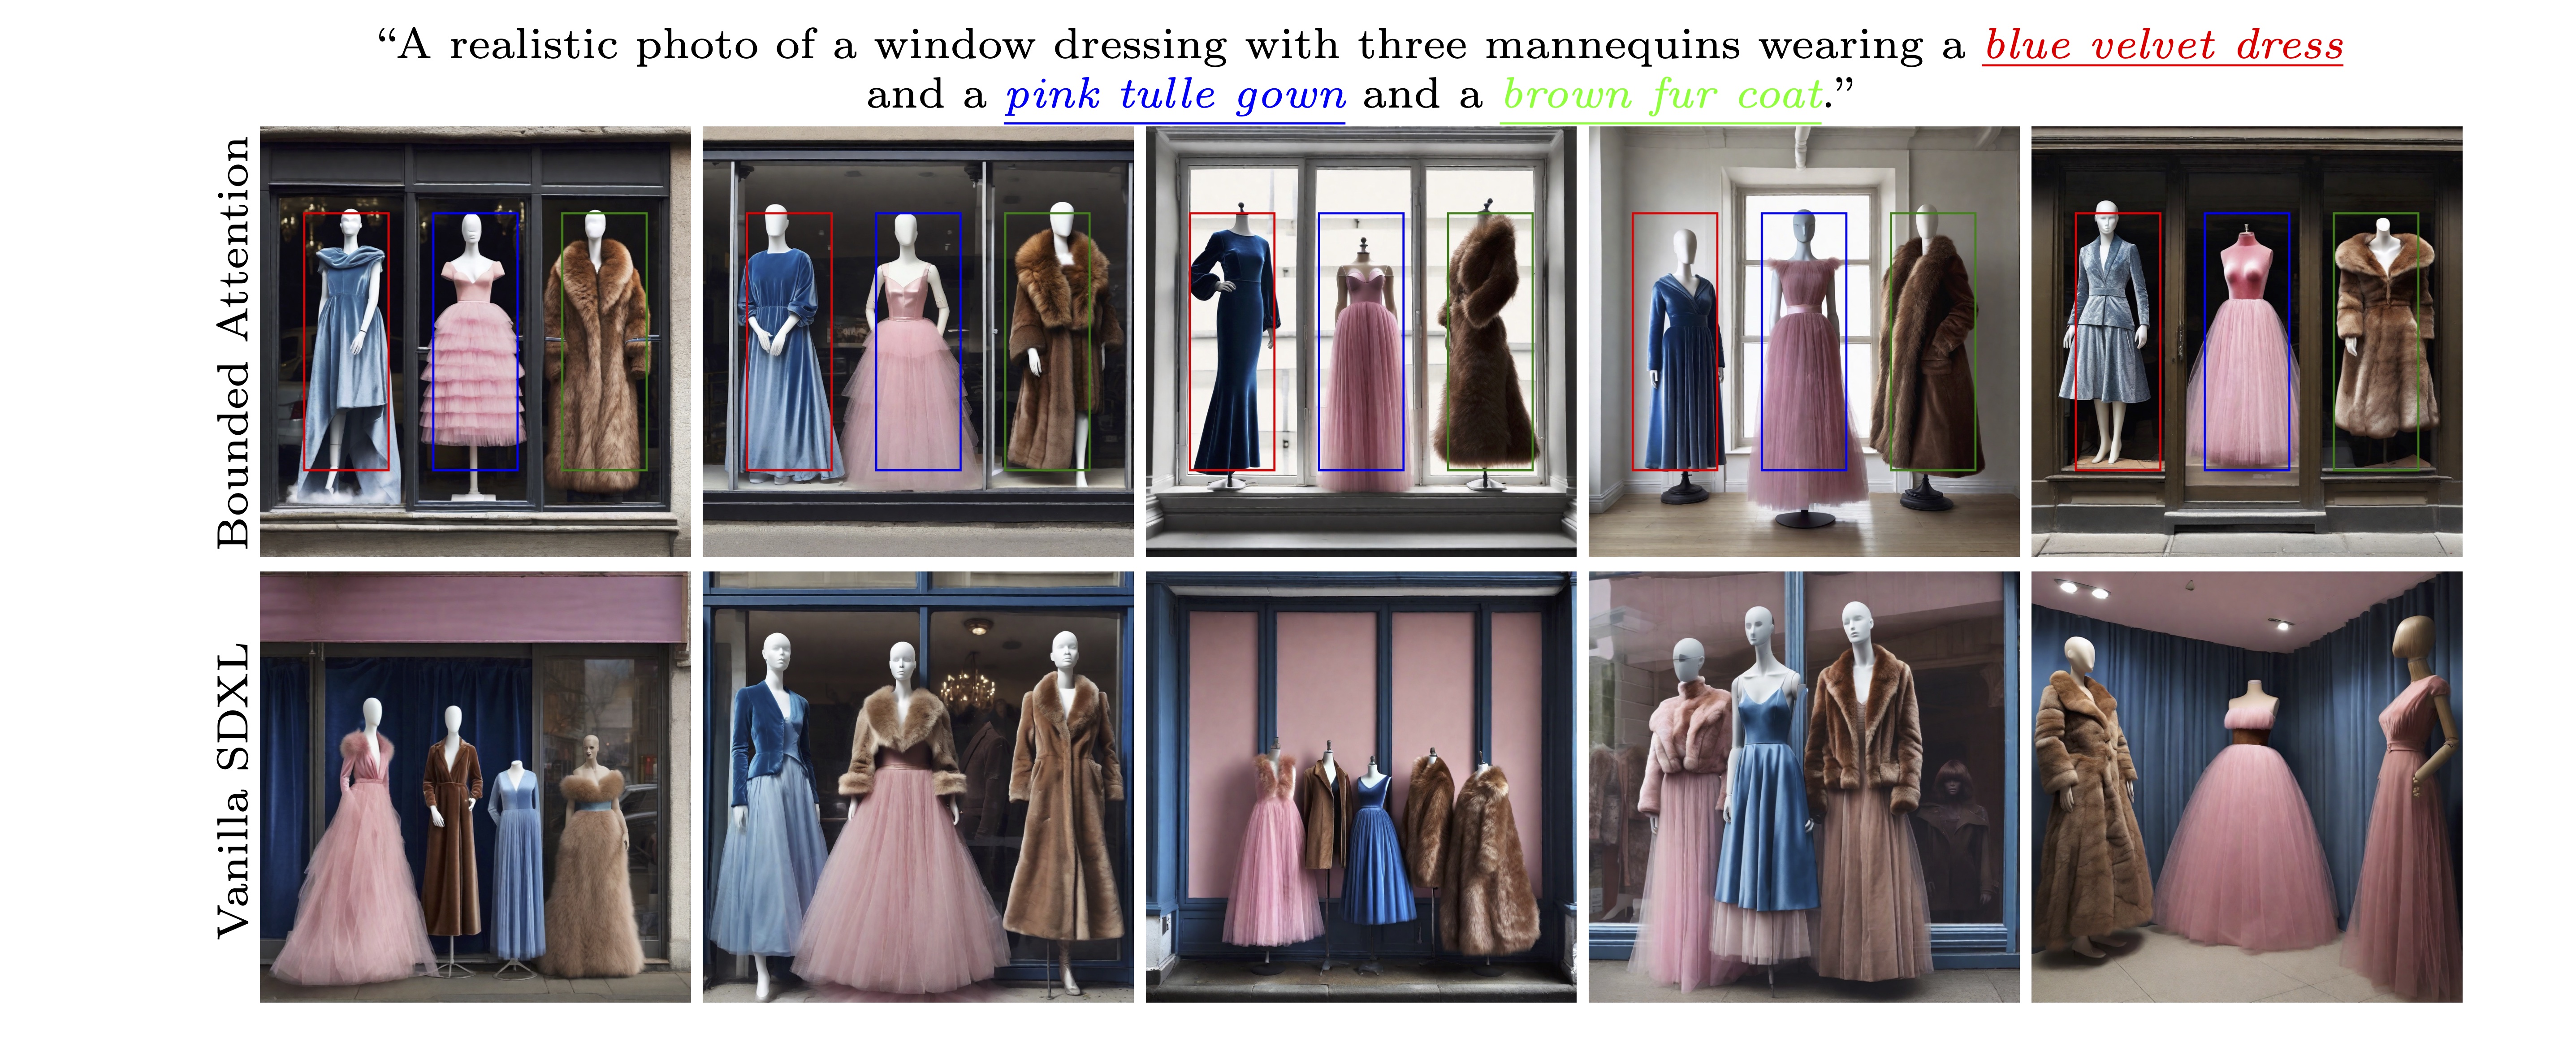 “A realistic photo of a window dressing with three mannequins wearing a blue velvet dress
and a pink tulle gown and a brown fur coat.”
Bounded Attention
Vanilla SDXL